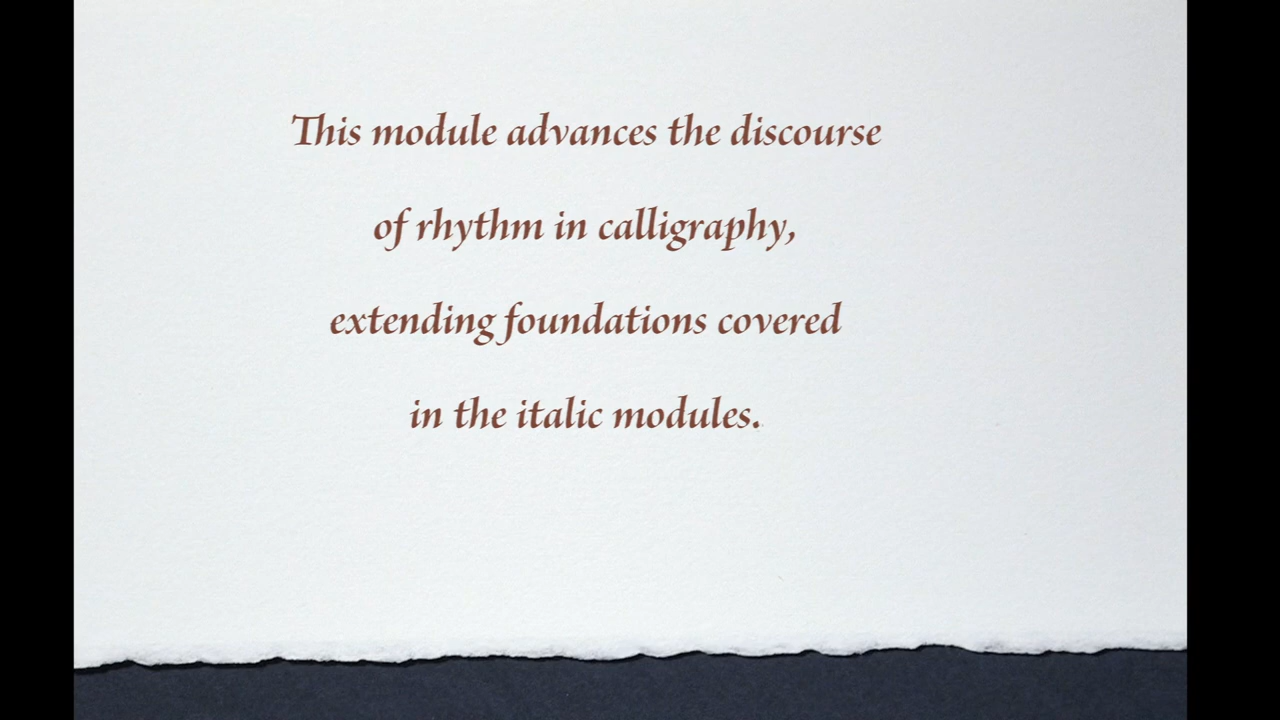 This module advances the discourse
of rhythm in calligraphy,
extending foundations covered
in the italic modules.